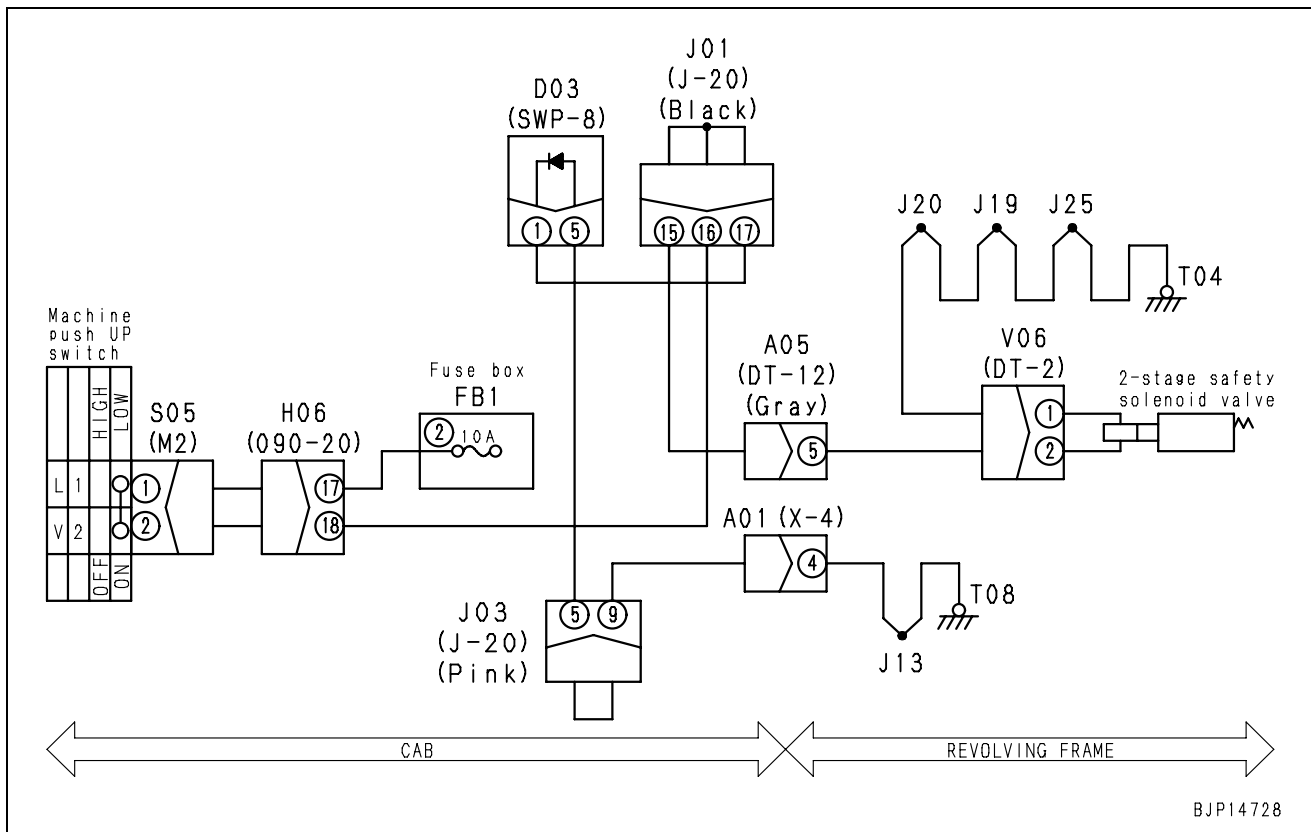 J01
(J-20)
(Black)
D03
(SWP-8)
1 5
15 16 17
J20 J19 J25
T04
Machine
push UP
switch
HIGH
LOW
L 1
V 2
OFF
ON
S05
(M2)
1
2
H06
(090-20)
17
18
Fuse box
FB1
2 10A
A05
(DT-12)
(Gray)
5
V06
(DT-2)
1
2
2-stage safety
solenoid valve
A01 (X-4)
4
T08
J13
J03
(J-20)
(Pink)
5 9
CAB
REVOLVING FRAME
BJP14728